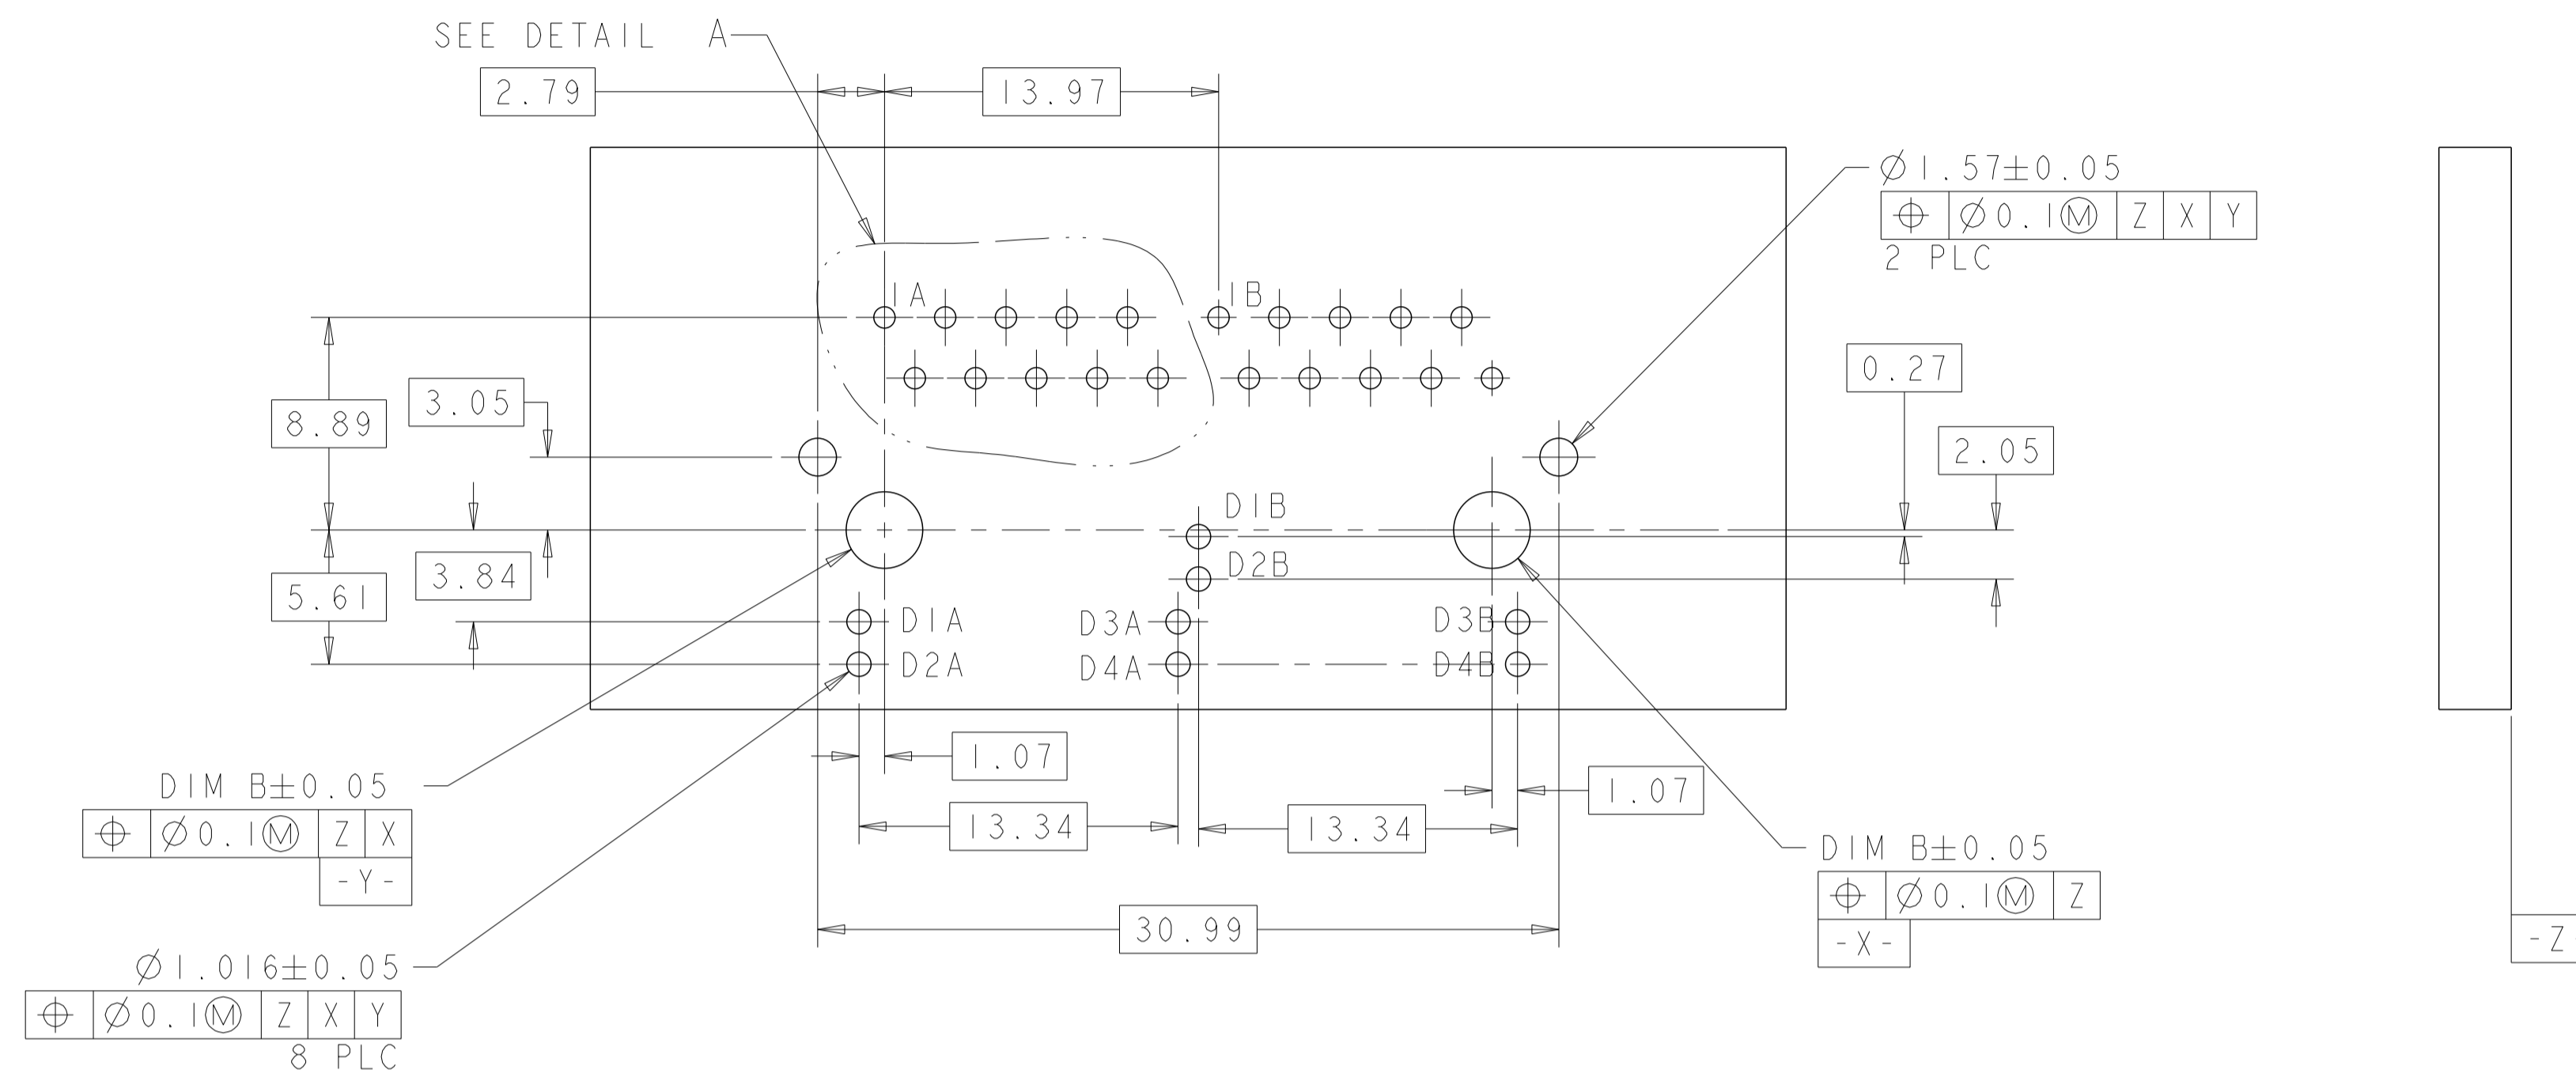 SEE DETAIL A
2.79
13.97
Ø1.57±0.05
⌖ Ø0.1Ⓜ Z X Y
2 PLC
1A
1B
0.27
3.05
8.89
2.05
D1B
D2B
3.84
5.61
D1A
D3A
D3B
D2A
D4A
D4B
1.07
1.07
DIM B±0.05
⌖ Ø0.1Ⓜ Z X
-Y-
13.34
13.34
DIM B±0.05
⌖ Ø0.1Ⓜ Z
-X-
30.99
-Z
Ø1.016±0.05
⌖ Ø0.1Ⓜ Z X Y
8 PLC